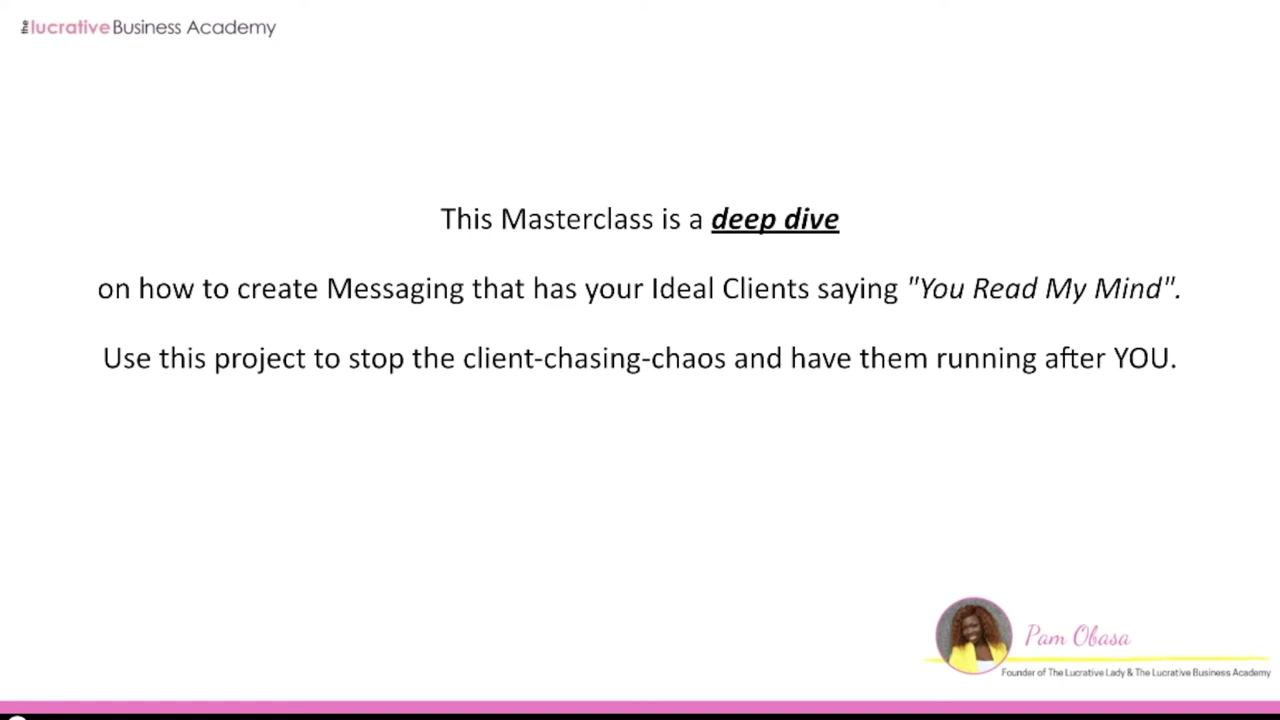 the lucrative Business Academy
This Masterclass is a deep dive
on how to create Messaging that has your Ideal Clients saying "You Read My Mind".
Use this project to stop the client-chasing-chaos and have them running after YOU.
Pam Obasa
Founder of The Lucrative Lady & The Lucrative Business Academy